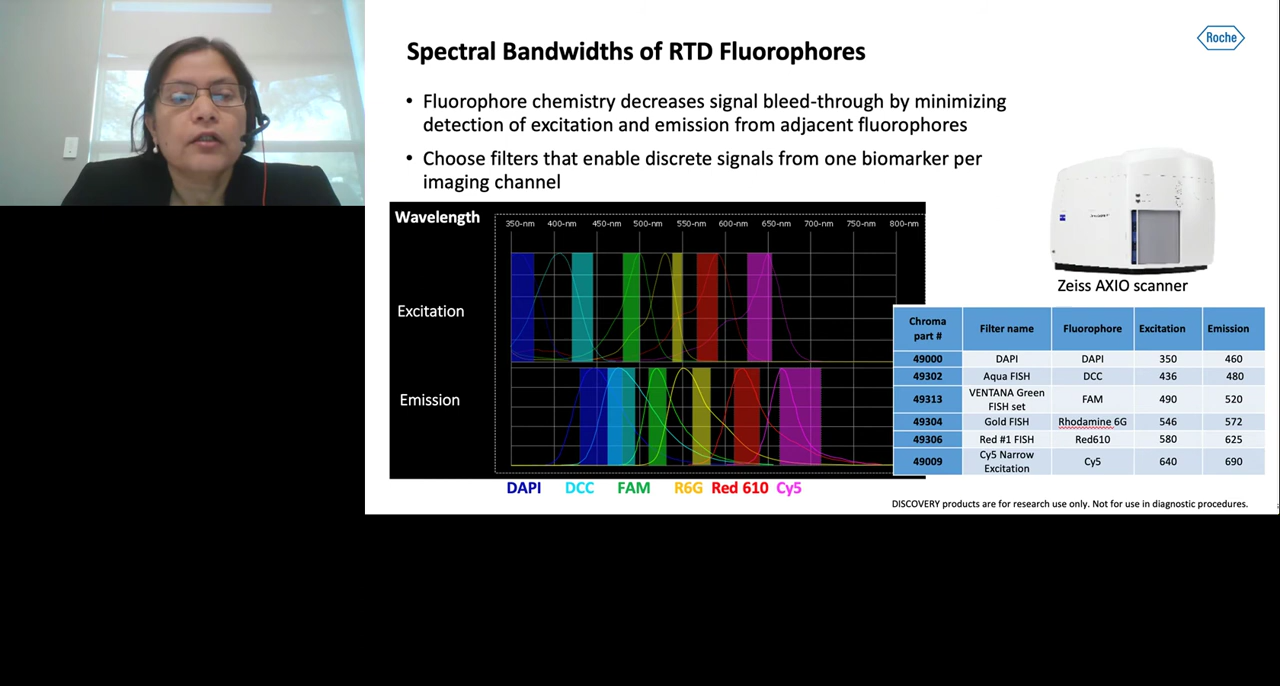 Spectral Bandwidths of RTD Fluorophores
Roche
• Fluorophore chemistry decreases signal bleed-through by minimizing
detection of excitation and emission from adjacent fluorophores
• Choose filters that enable discrete signals from one biomarker per
imaging channel
Wavelength
350-nm 400-nm 450-nm 500-nm 550-nm 600-nm 650-nm 700-nm 750-nm 800-nm
Excitation
Emission
DAPI DCC FAM R6G Red 610 Cy5
Zeiss AXIO scanner
Chroma part # Filter name Fluorophore Excitation Emission
49000 DAPI DAPI 350 460
49302 Aqua FISH DCC 436 480
49313 VENTANA Green FISH set FAM 490 520
49304 Gold FISH Rhodamine 6G 546 572
49306 Red #1 FISH Red610 580 625
49009 Cy5 Narrow Excitation Cy5 640 690
DISCOVERY products are for research use only. Not for use in diagnostic procedures.